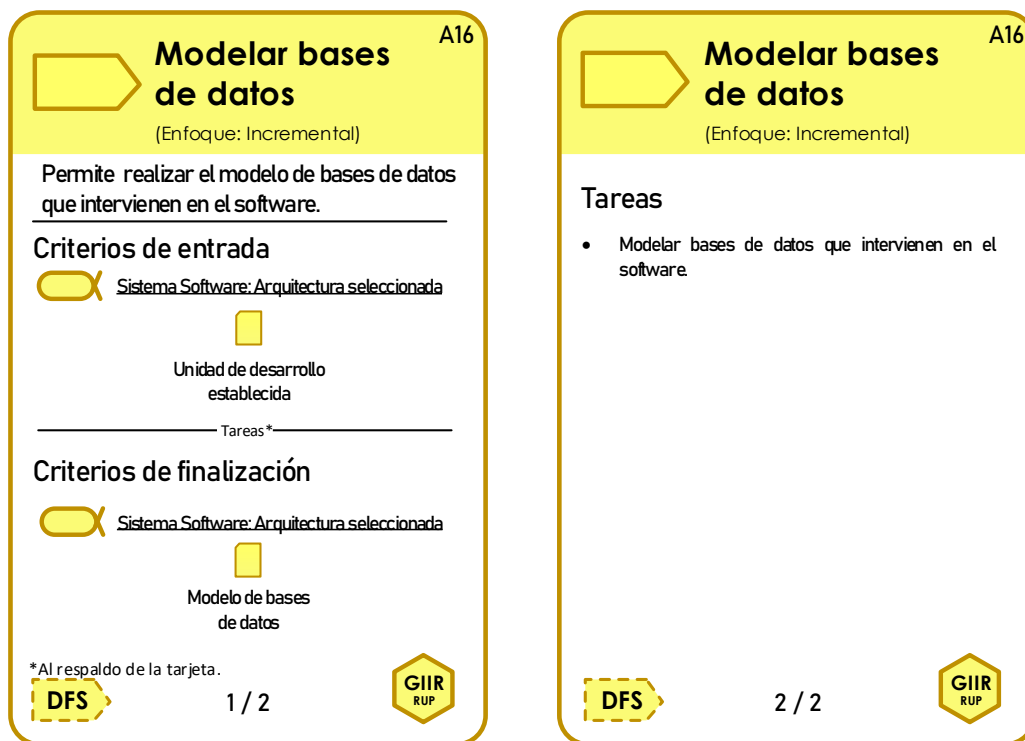 A16
Modelar bases
de datos
(Enfoque: Incremental)
Permite realizar el modelo de bases de datos
que intervienen en el software.
Criterios de entrada
Sistema Software: Arquitectura seleccionada
Unidad de desarrollo
establecida
Tareas*
Criterios de finalización
Sistema Software: Arquitectura seleccionada
Modelo de bases
de datos
*Al respaldo de la tarjeta.
DFS
1 / 2
GIIR
RUP
A16
Modelar bases
de datos
(Enfoque: Incremental)
Tareas
• Modelar bases de datos que intervienen en el
software.
DFS
2 / 2
GIIR
RUP